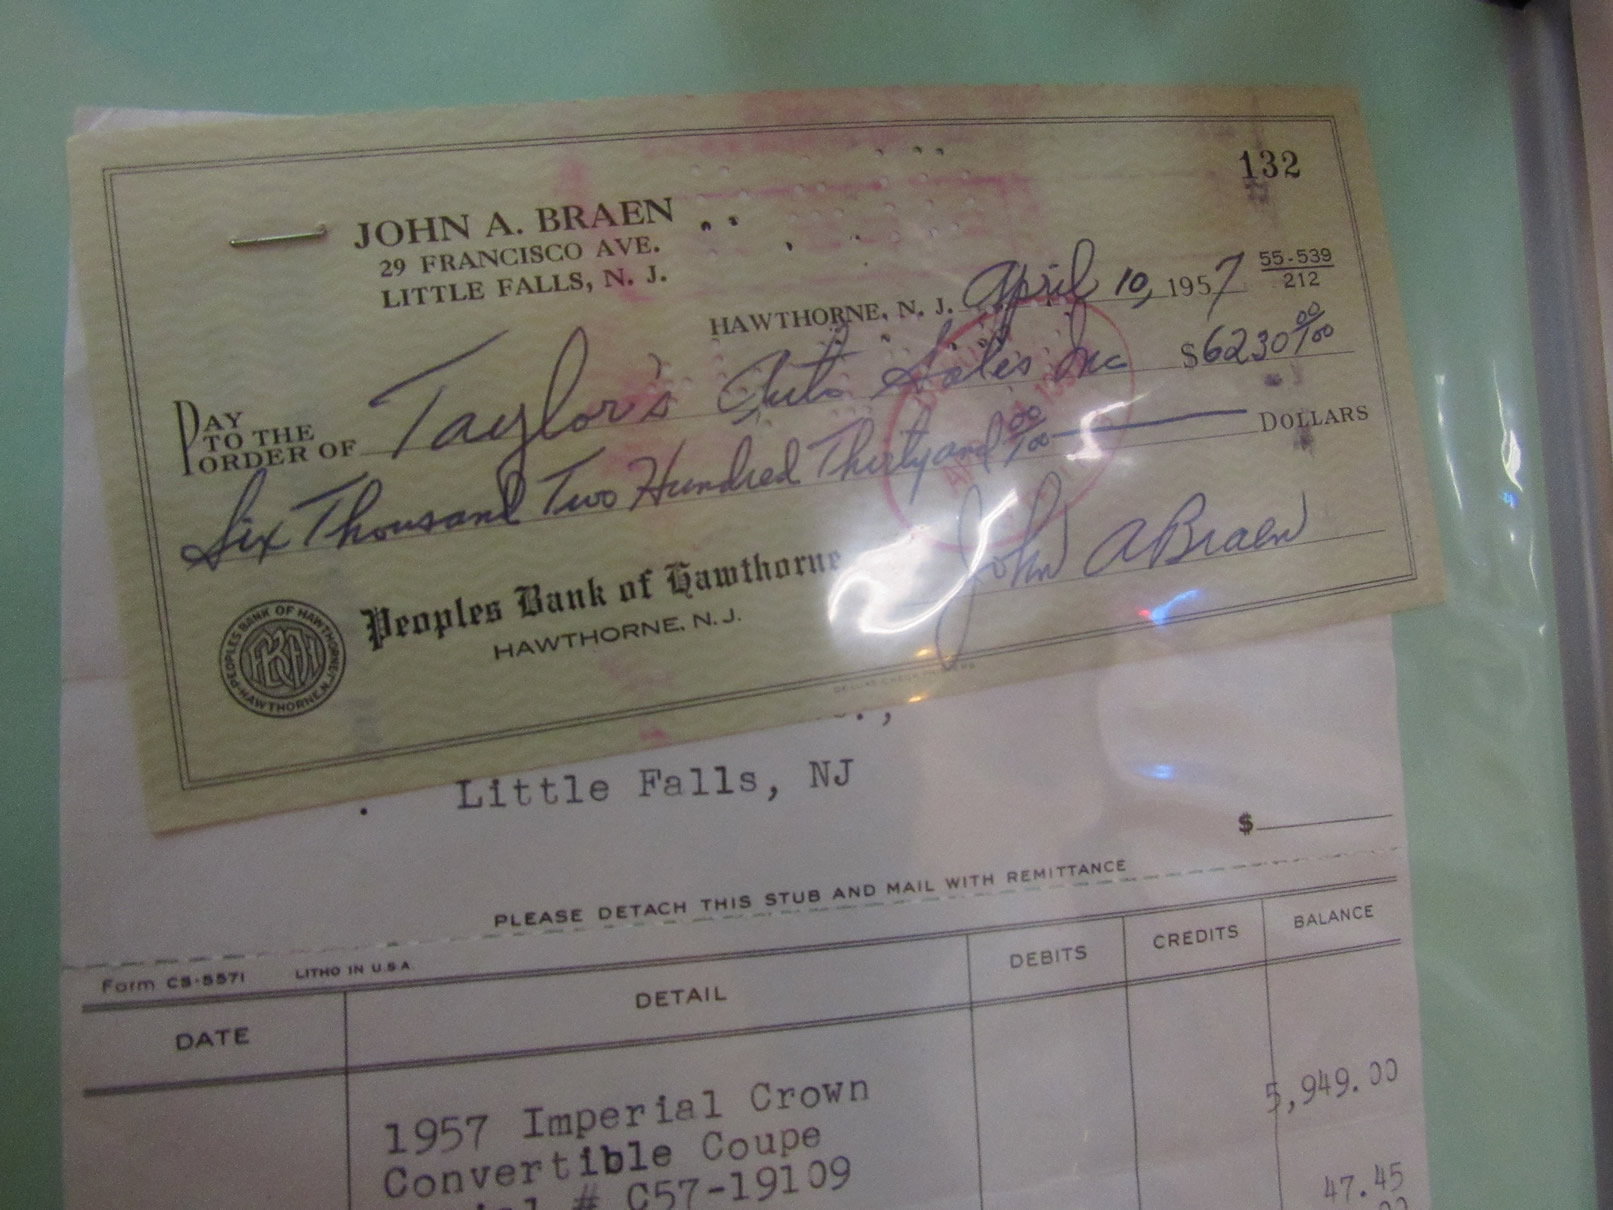 132
JOHN A. BRAEN
29 FRANCISCO AVE.
LITTLE FALLS, N. J.
HAWTHORNE, N. J. April 10, 1957
55-539
212
PAY TO THE ORDER OF Taylor's Auto Sales Inc $6230 00/100
Six Thousand Two Hundred Thirty and 00/100 DOLLARS
Peoples Bank of Hawthorne
HAWTHORNE, N. J.
John A Braen
PEOPLES BANK OF HAWTHORNE
HAWTHORNE, N.J.
Little Falls, NJ
$
PLEASE DETACH THIS STUB AND MAIL WITH REMITTANCE
Form CS-5571 LITHO IN U.S.A.
DATE DETAIL DEBITS CREDITS BALANCE
1957 Imperial Crown 5,949.00
Convertible Coupe
# C57-19109 47.45